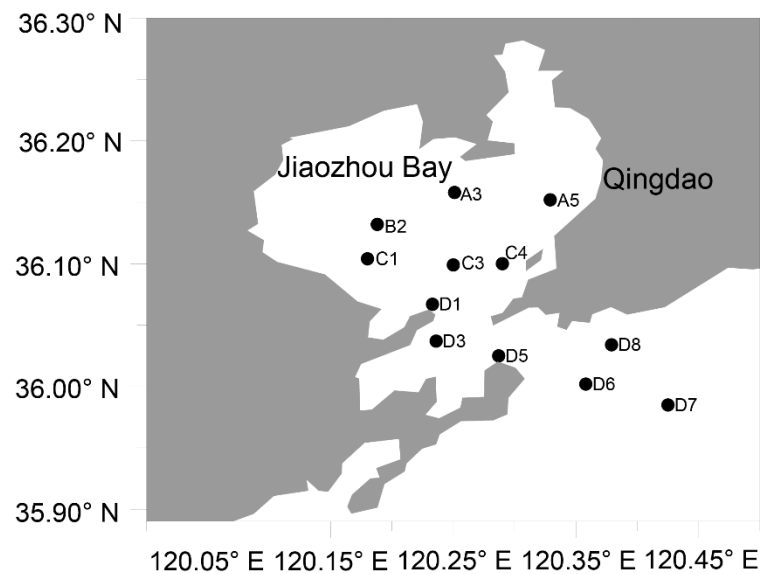 36.30° N
36.20° N
Jiaozhou Bay
Qingdao
A3
A5
B2
36.10° N
C1
C3
C4
D1
D3
D5
D8
36.00° N
D6
D7
35.90° N
120.05° E 120.15° E 120.25° E 120.35° E 120.45° E